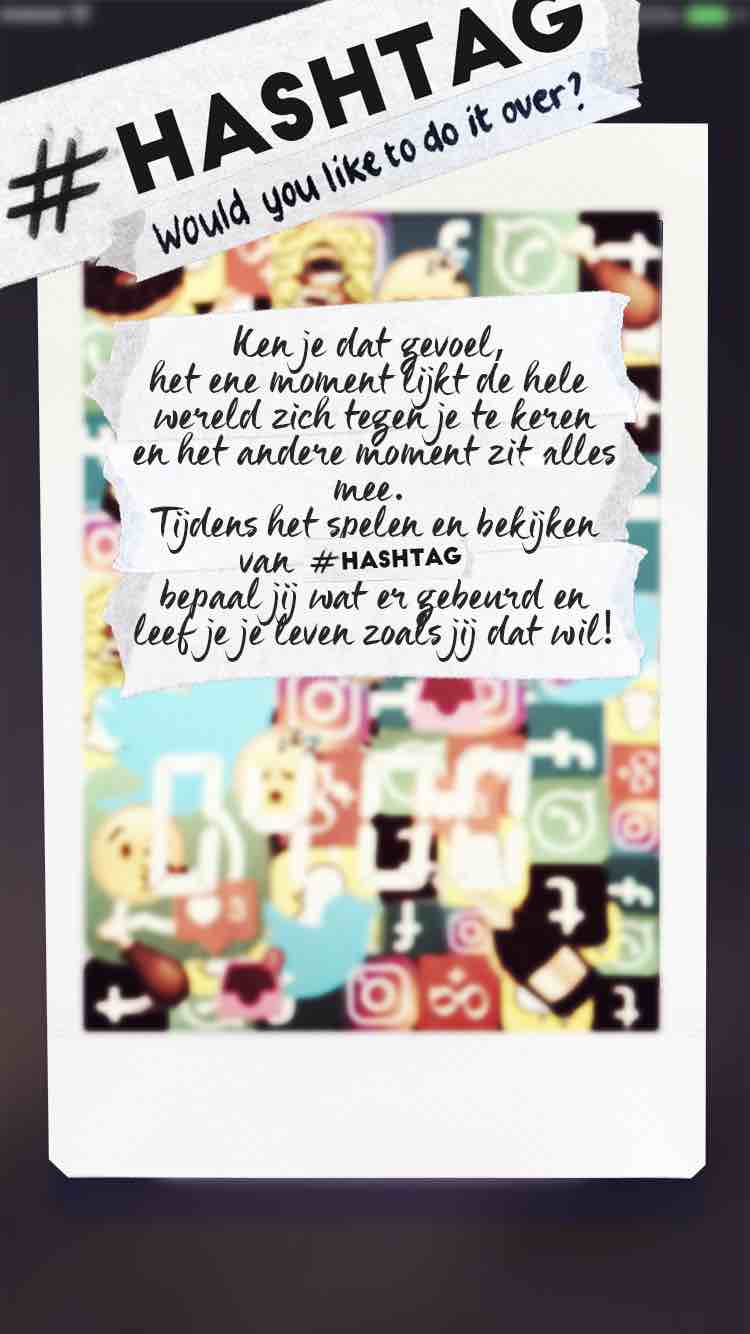 #HASHTAG
Would you like to do it over?
Ken je dat gevoel,
het ene moment lijkt de hele
wereld zich tegen je te keren
en het andere moment zit alles
mee.
Tijdens het spelen en bekijken
van #HASHTAG
bepaal jij wat er gebeurd en
leef je je leven zoals jij dat wil!